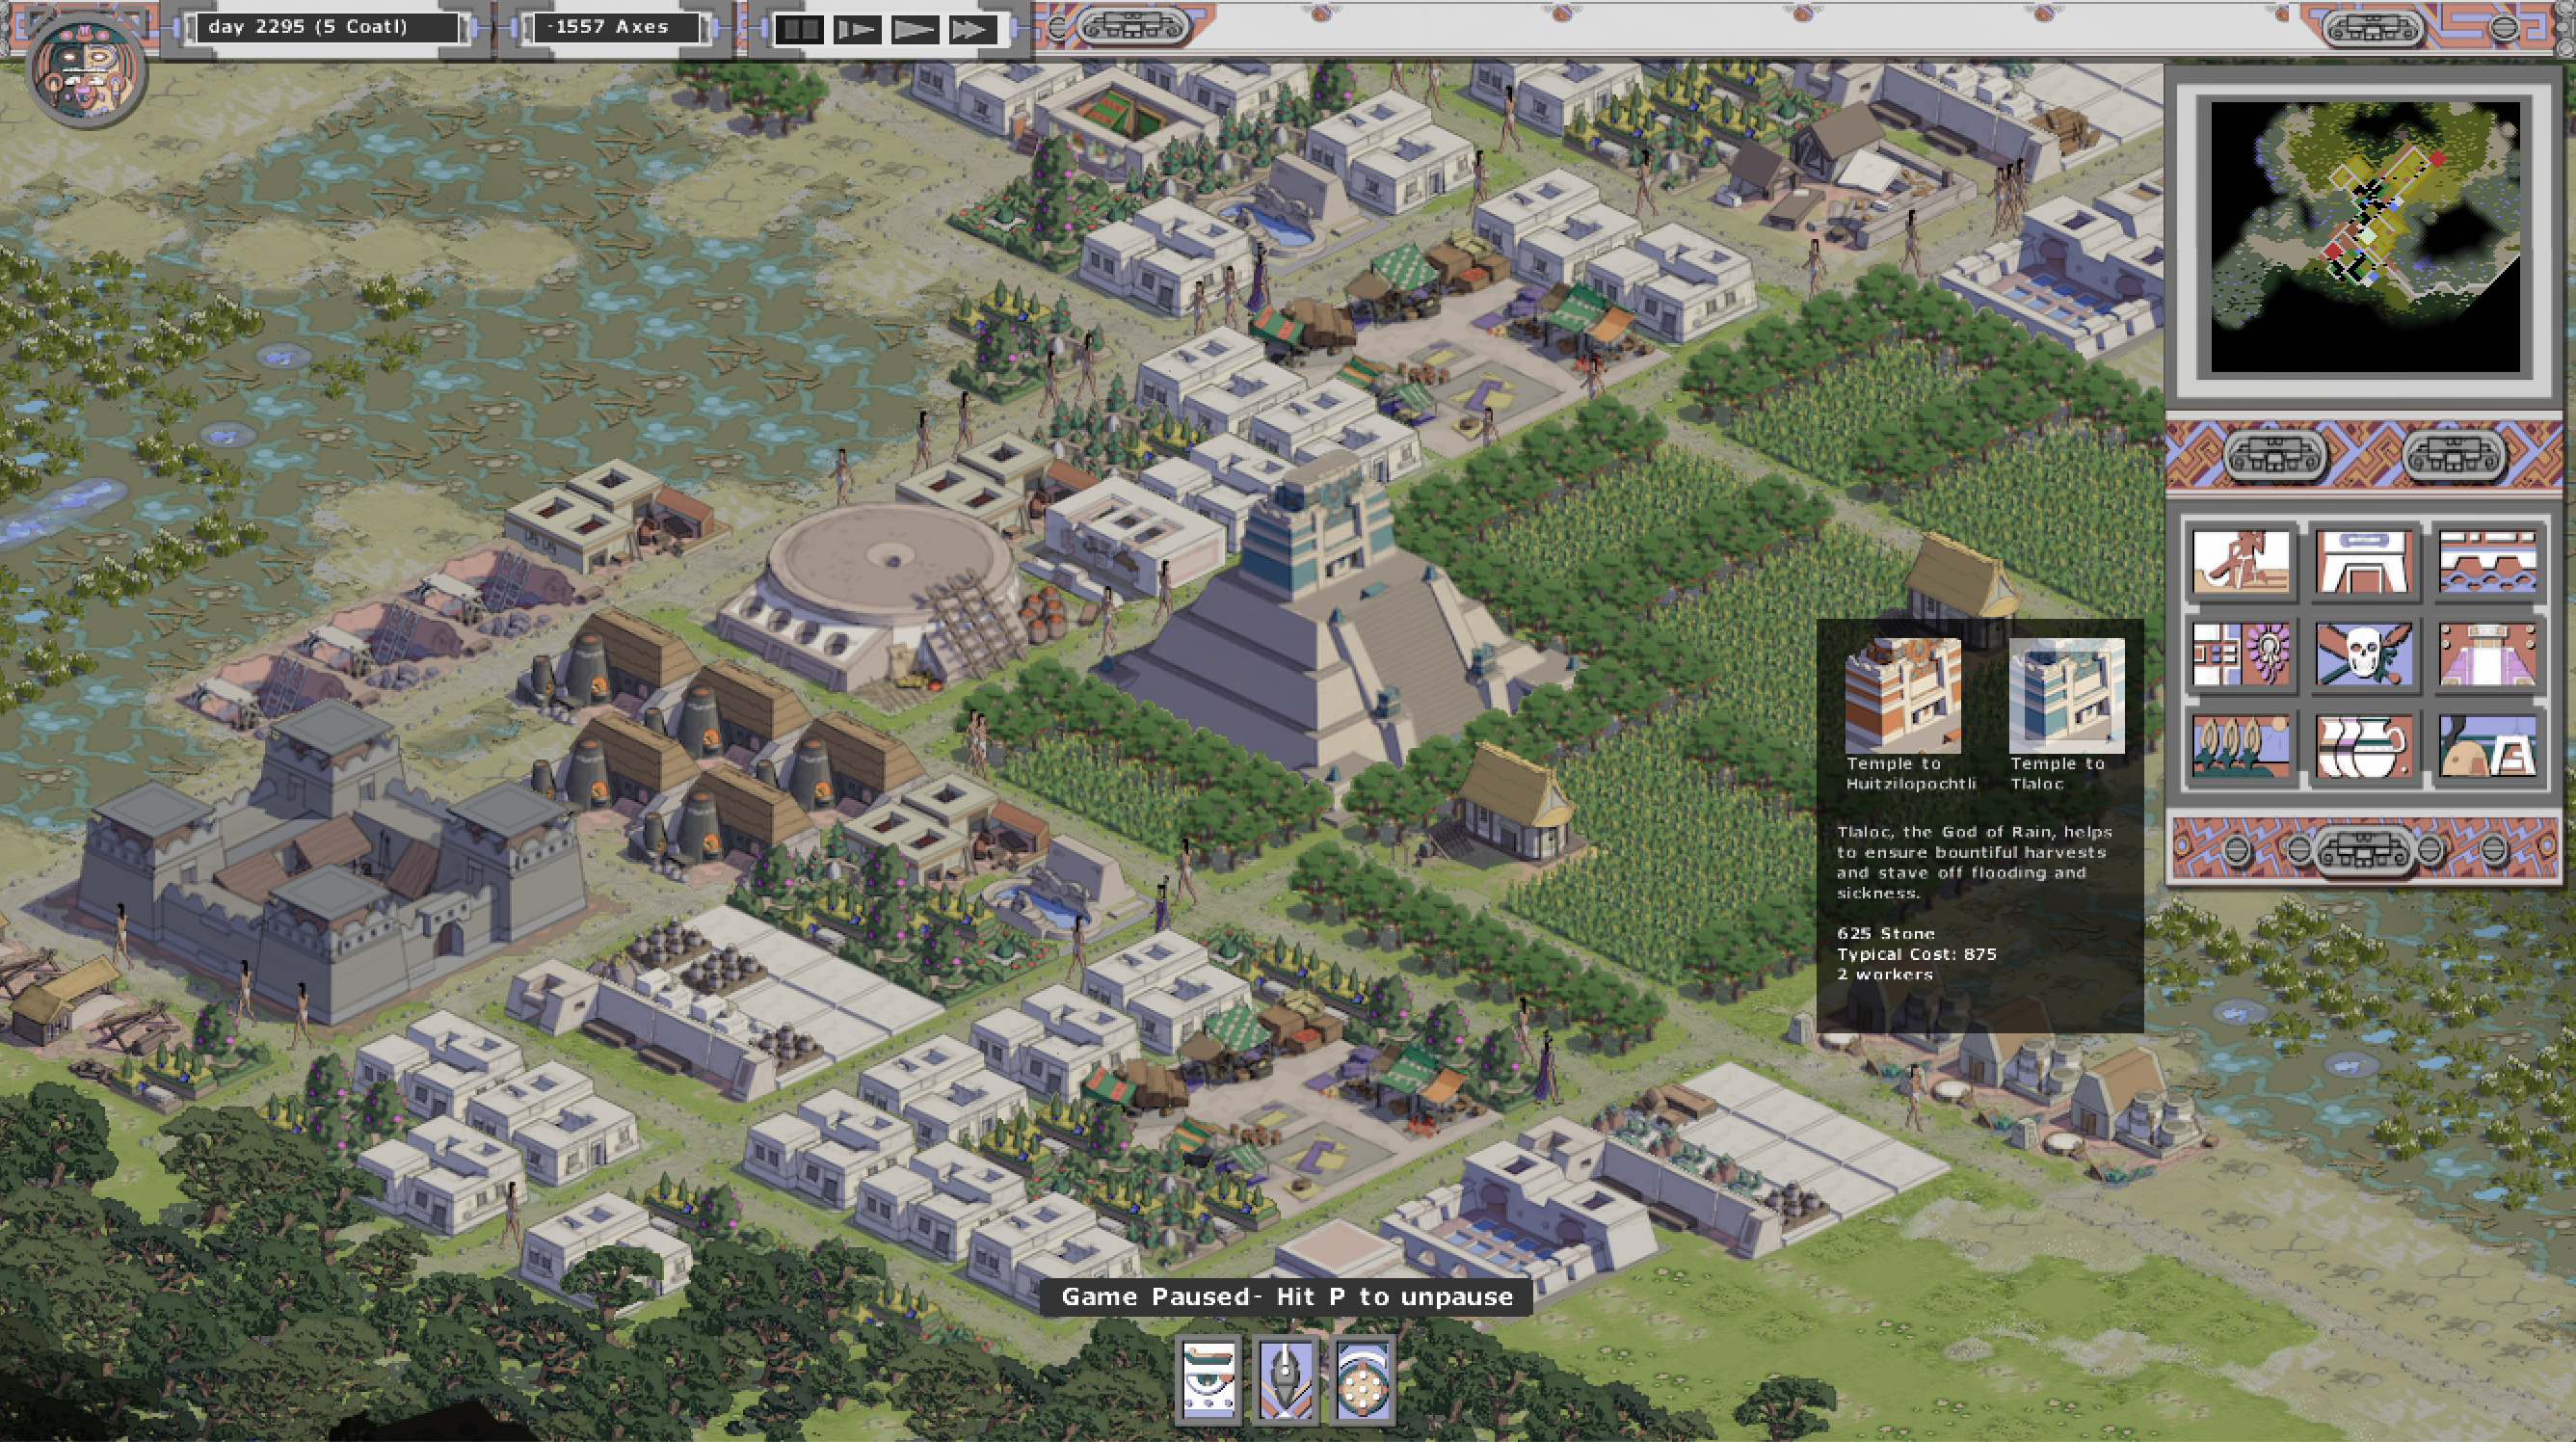 day 2295 (5 Coatl)
-1557 Axes
Temple to
Huitzilopochtli
Temple to
Tlaloc
Tlaloc, the God of Rain, helps
to ensure bountiful harvests
and stave off flooding and
sickness.
625 Stone
Typical Cost: 875
2 workers
Game Paused- Hit P to unpause